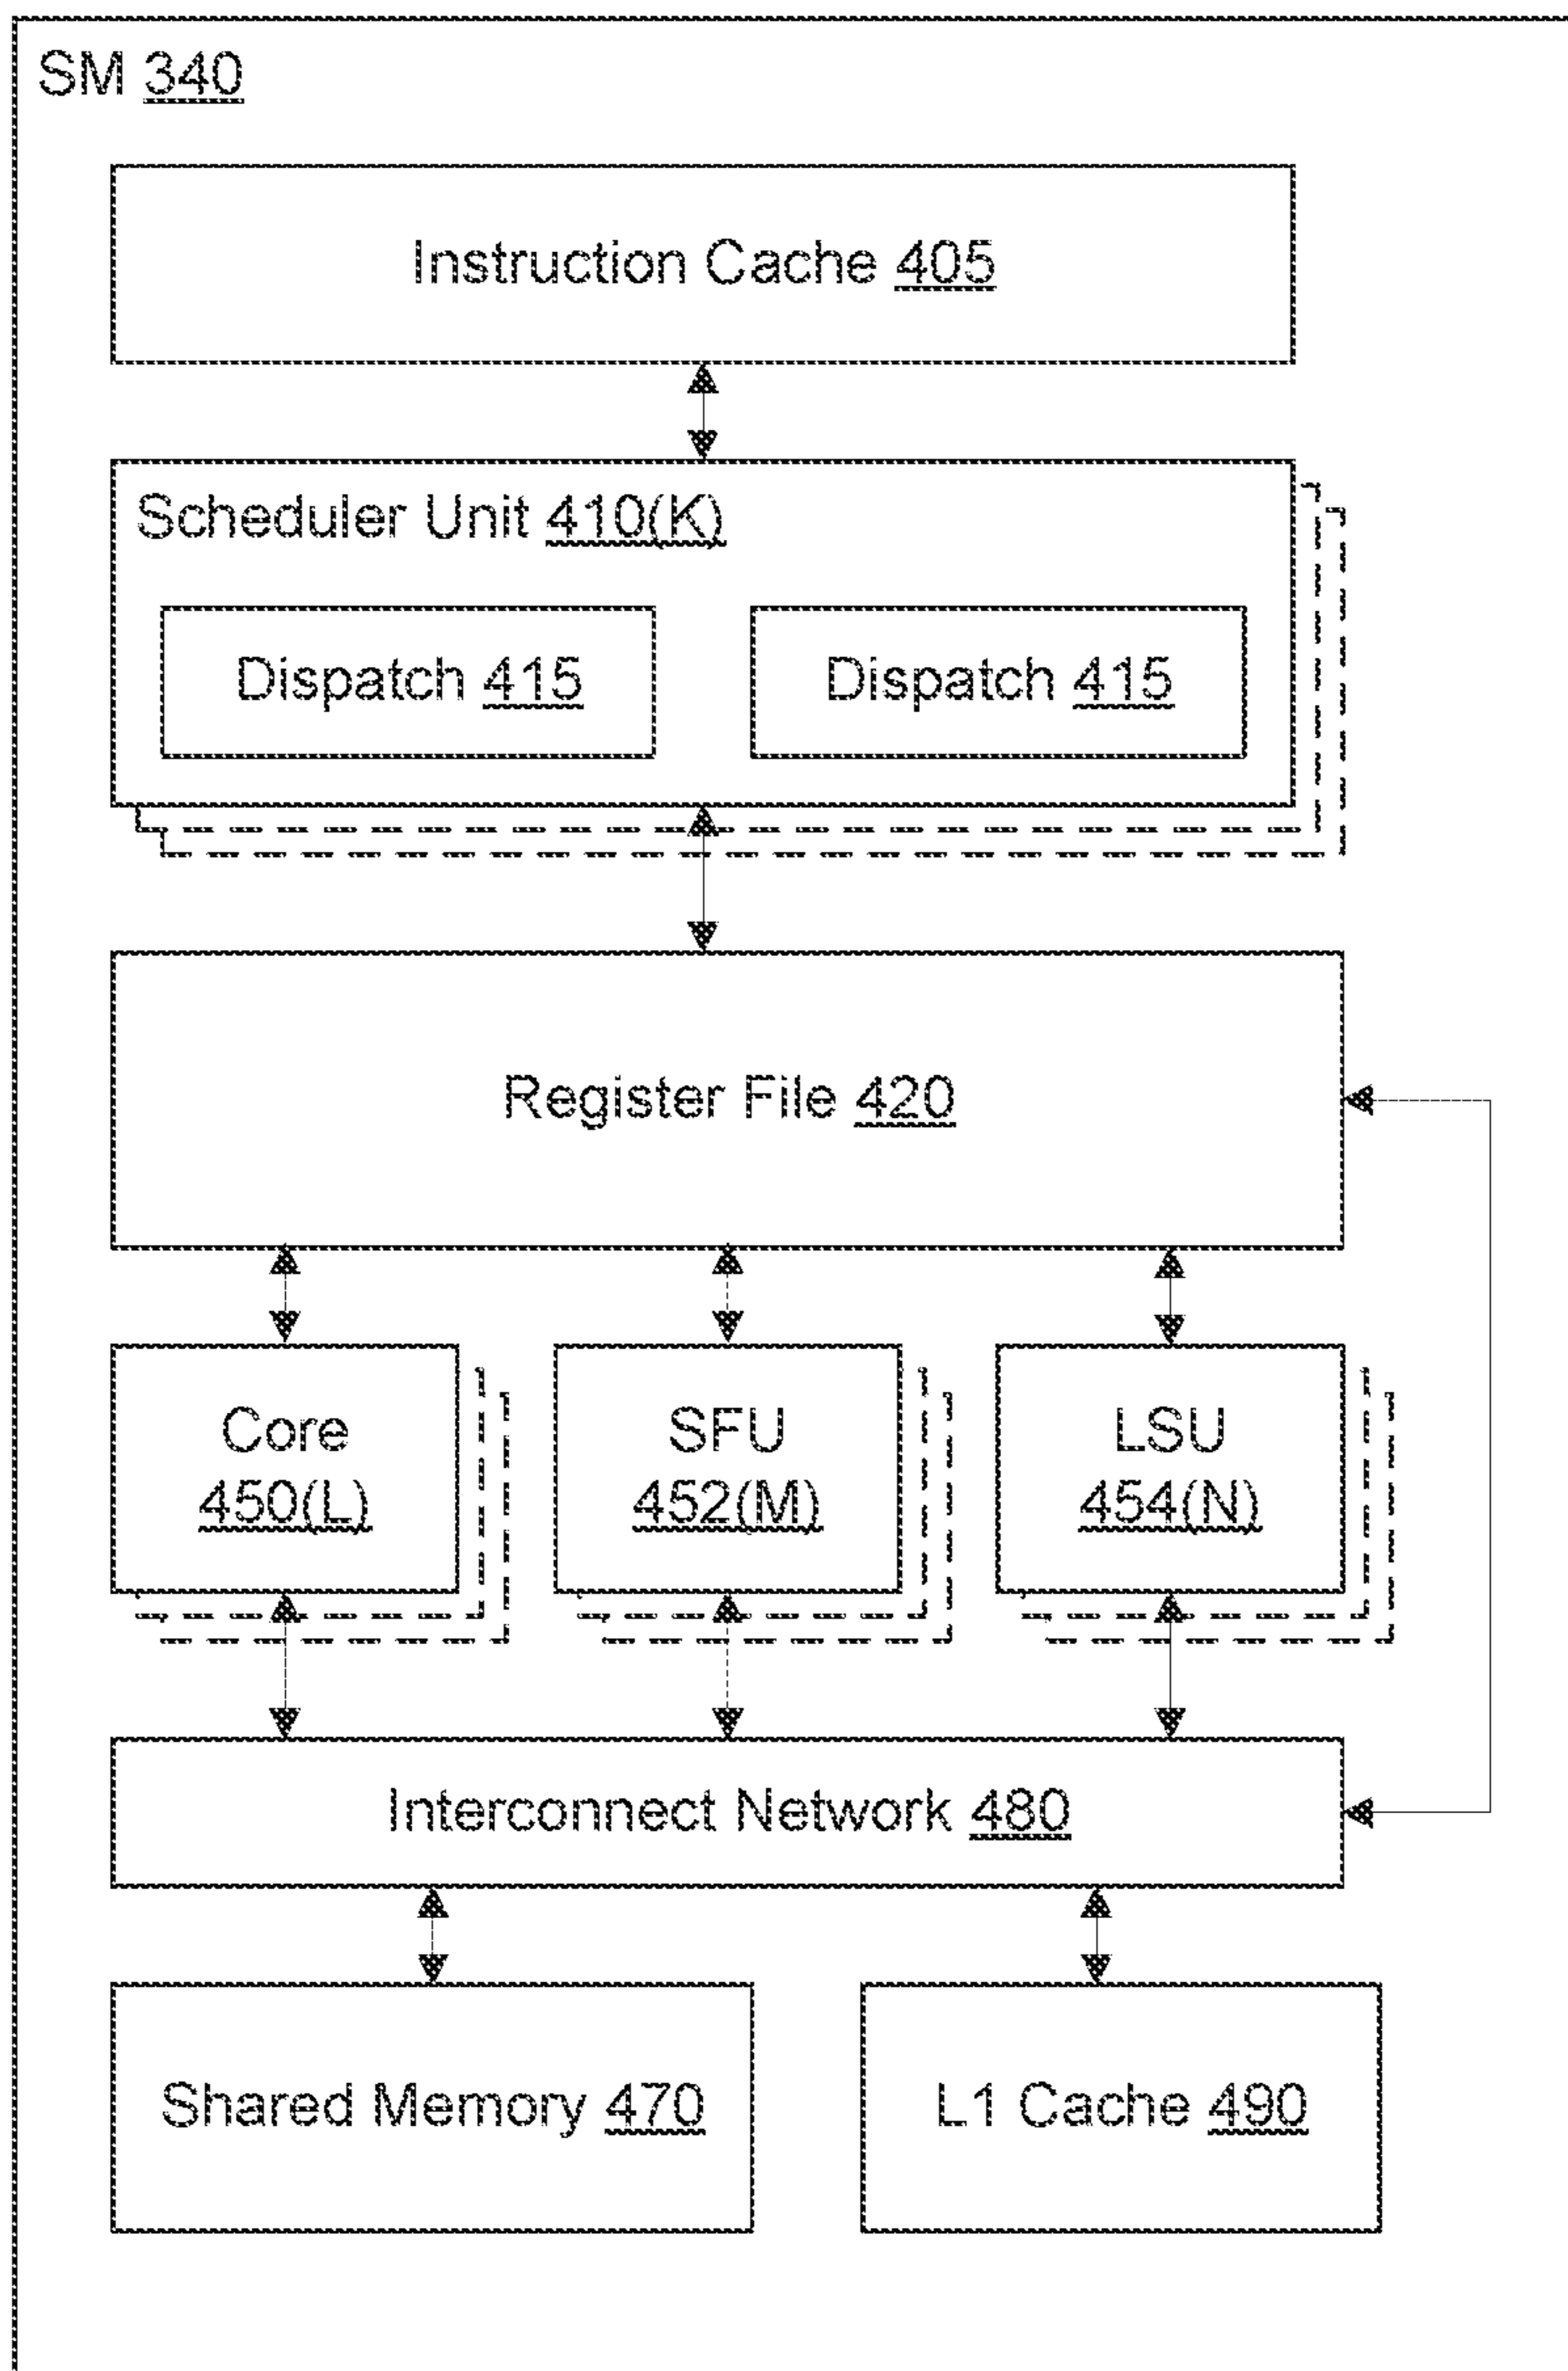 SM 340
Instruction Cache 405
Scheduler Unit 410(K)
Dispatch 415
Dispatch 415
Register File 420
Core
450(L)
SFU
452(M)
LSU
454(N)
Interconnect Network 480
Shared Memory 470
L1 Cache 490